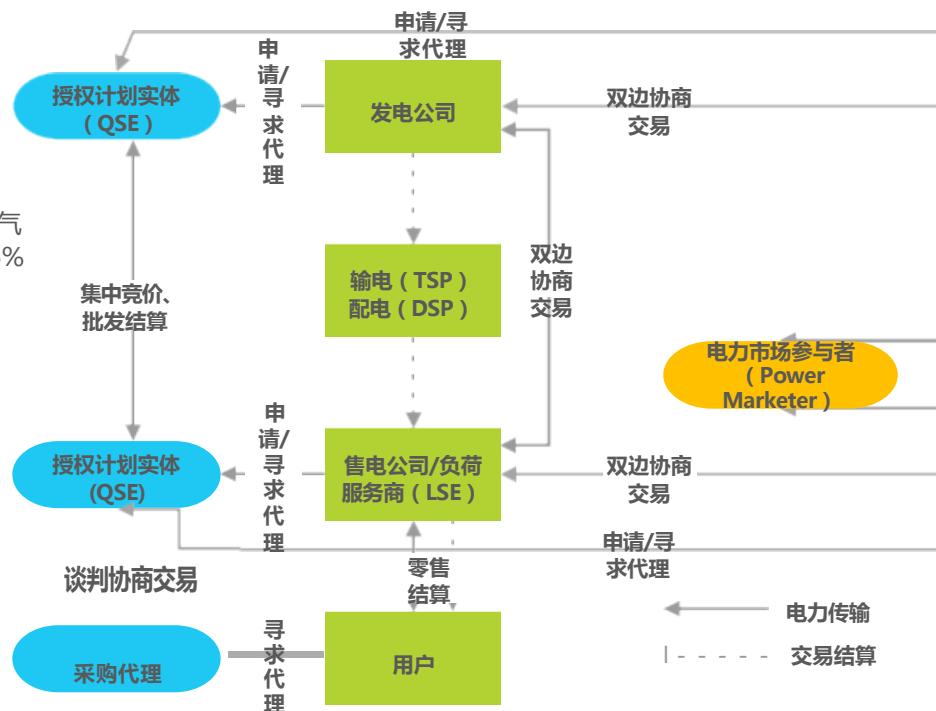 申请/寻
求代理
申
请/
寻
求
代
理
授权计划实体
（QSE）
发电公司
双边协商
交易
气
%
双边
协商
交易
输电（TSP）
配电（DSP）
集中竞价、
批发结算
电力市场参与者
（Power
Marketer）
申
请/
寻
求
代
理
授权计划实体
(QSE)
售电公司/负荷
服务商（LSE）
双边协商
交易
申请/寻
求代理
谈判协商交易
零售
结算
电力传输
寻
求
代
理
采购代理
用户
交易结算